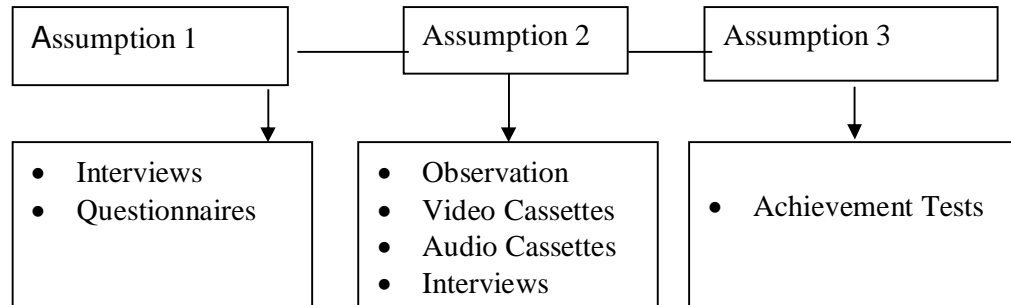 Assumption 1
Assumption 2
Assumption 3
• Interviews
• Questionnaires
• Observation
• Video Cassettes
• Audio Cassettes
• Interviews
• Achievement Tests